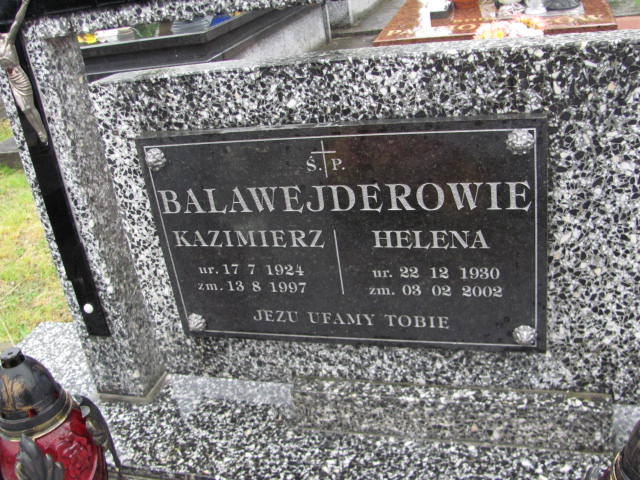 Ś.P.
BALAWEJDEROWIE
KAZIMIERZ
ur. 17 7 1924
zm. 13 8 1997
HELENA
ur. 22 12 1930
zm. 03 02 2002
JEZU UFAMY TOBIE